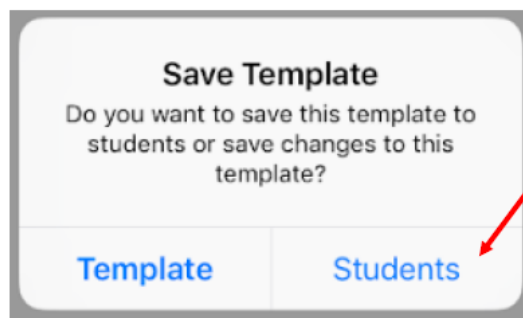 Save Template
Do you want to save this template to
students or save changes to this
template?
Template
Students